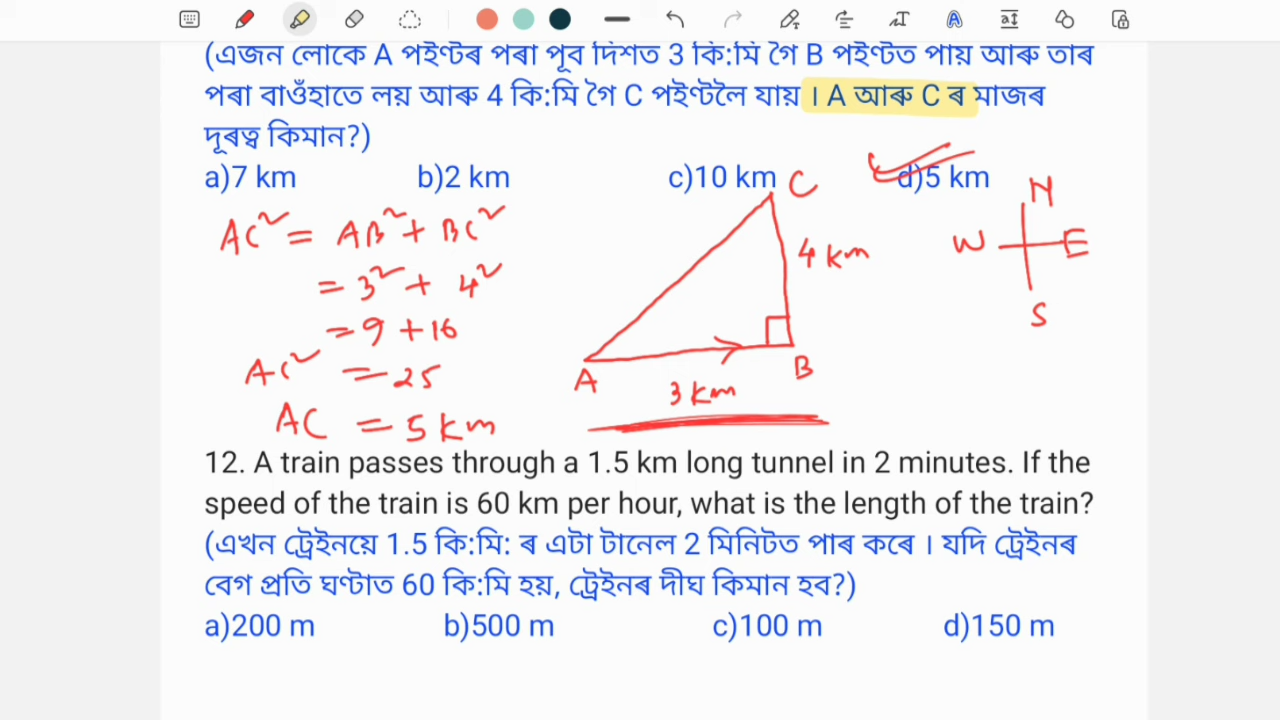 (এজন লোকে A পইণ্টৰ পৰা পূব দিশত 3 কি:মি গৈ B পইণ্টত পায় আৰু তাৰ
পৰা বাওঁহাতে লয় আৰু 4 কি:মি গৈ C পইণ্টলৈ যায় । A আৰু C ৰ মাজৰ
দূৰত্ব কিমান?)
a)7 km b)2 km c)10 km d)5 km
AC² = AB² + BC²
= 3² + 4²
= 9 + 16
AC² = 25
AC = 5 km
C
4 km
A
B
3 km
N
W E
S
12. A train passes through a 1.5 km long tunnel in 2 minutes. If the
speed of the train is 60 km per hour, what is the length of the train?
(এখন ট্ৰেইনয়ে 1.5 কি:মি: ৰ এটা টানেল 2 মিনিটত পাৰ কৰে । যদি ট্ৰেইনৰ
বেগ প্ৰতি ঘণ্টাত 60 কি:মি হয়, ট্ৰেইনৰ দীঘ কিমান হব?)
a)200 m b)500 m c)100 m d)150 m